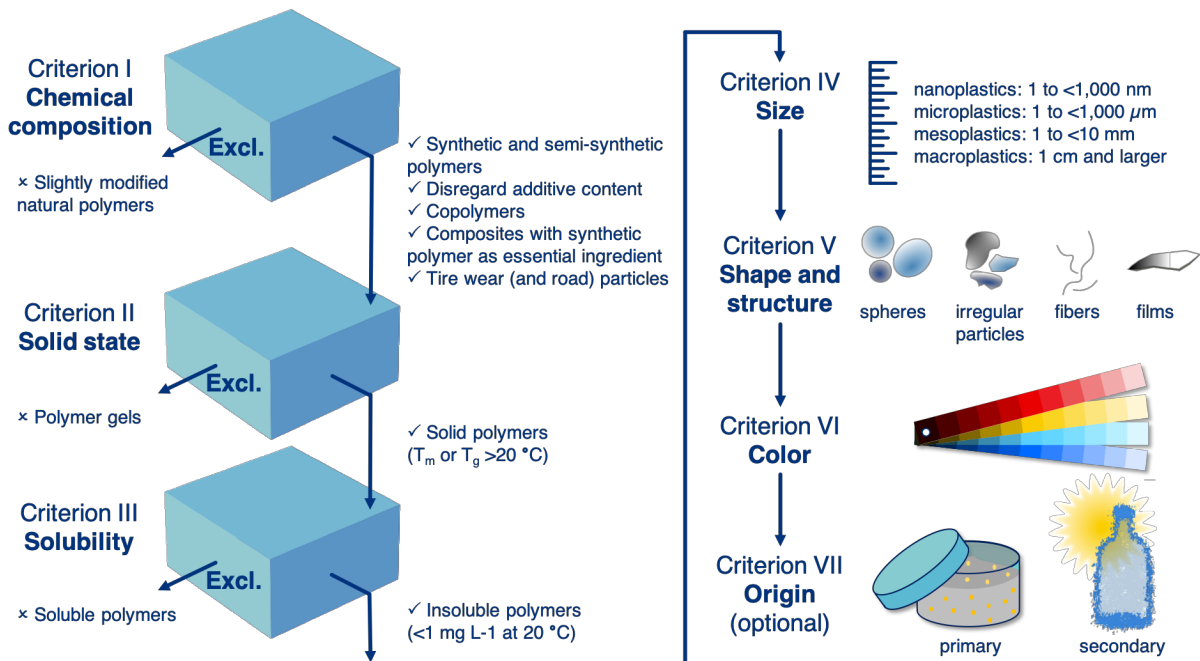 Criterion I
Chemical
composition
Excl.
× Slightly modified
natural polymers
✓ Synthetic and semi-synthetic
polymers
✓ Disregard additive content
✓ Copolymers
✓ Composites with synthetic
polymer as essential ingredient
✓ Tire wear (and road) particles
Criterion II
Solid state
Excl.
× Polymer gels
✓ Solid polymers
(Tm or Tg >20 °C)
Criterion III
Solubility
Excl.
× Soluble polymers
✓ Insoluble polymers
(<1 mg L-1 at 20 °C)
Criterion IV
Size
nanoplastics: 1 to <1,000 nm
microplastics: 1 to <1,000 µm
mesoplastics: 1 to <10 mm
macroplastics: 1 cm and larger
Criterion V
Shape and
structure
spheres
irregular
particles
fibers
films
Criterion VI
Color
Criterion VII
Origin
(optional)
primary
secondary